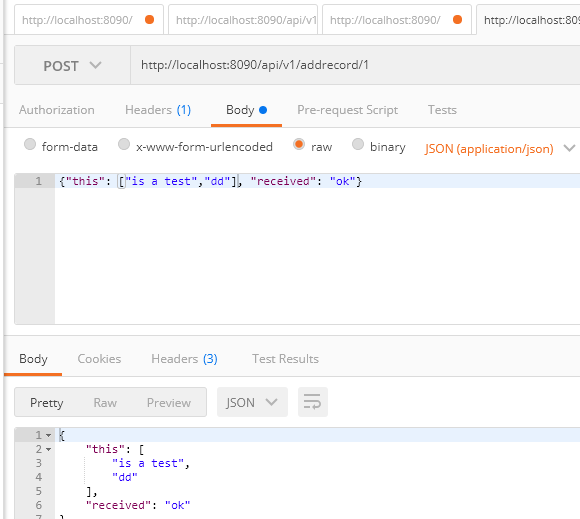 http://localhost:8090/ http://localhost:8090/api/v1 http://localhost:8090/ http://localhost:809
POST http://localhost:8090/api/v1/addrecord/1
Authorization Headers (1) Body Pre-request Script Tests
form-data x-www-form-urlencoded raw binary JSON (application/json)
1 {"this": ["is a test","dd"], "received": "ok"}
Body Cookies Headers (3) Test Results
Pretty Raw Preview JSON
1 {
2 "this": [
3 "is a test",
4 "dd"
5 ],
6 "received": "ok"
7 }